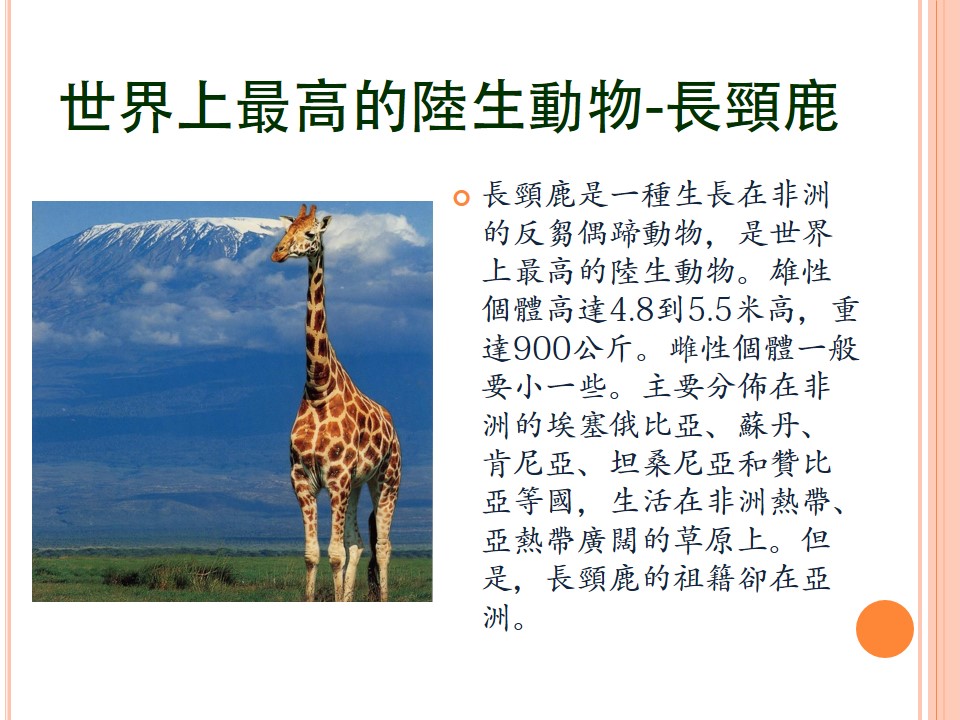 世界上最高的陸生動物-長頸鹿
長頸鹿是一種生長在非洲
的反芻偶蹄動物，是世界
上最高的陸生動物。雄性
個體高達4.8到5.5米高，重
達900公斤。雌性個體一般
要小一些。主要分佈在非
洲的埃塞俄比亞、蘇丹、
肯尼亞、坦桑尼亞和贊比
亞等國，生活在非洲熱帶、
亞熱帶廣闊的草原上。但
是，長頸鹿的祖籍卻在亞
洲。